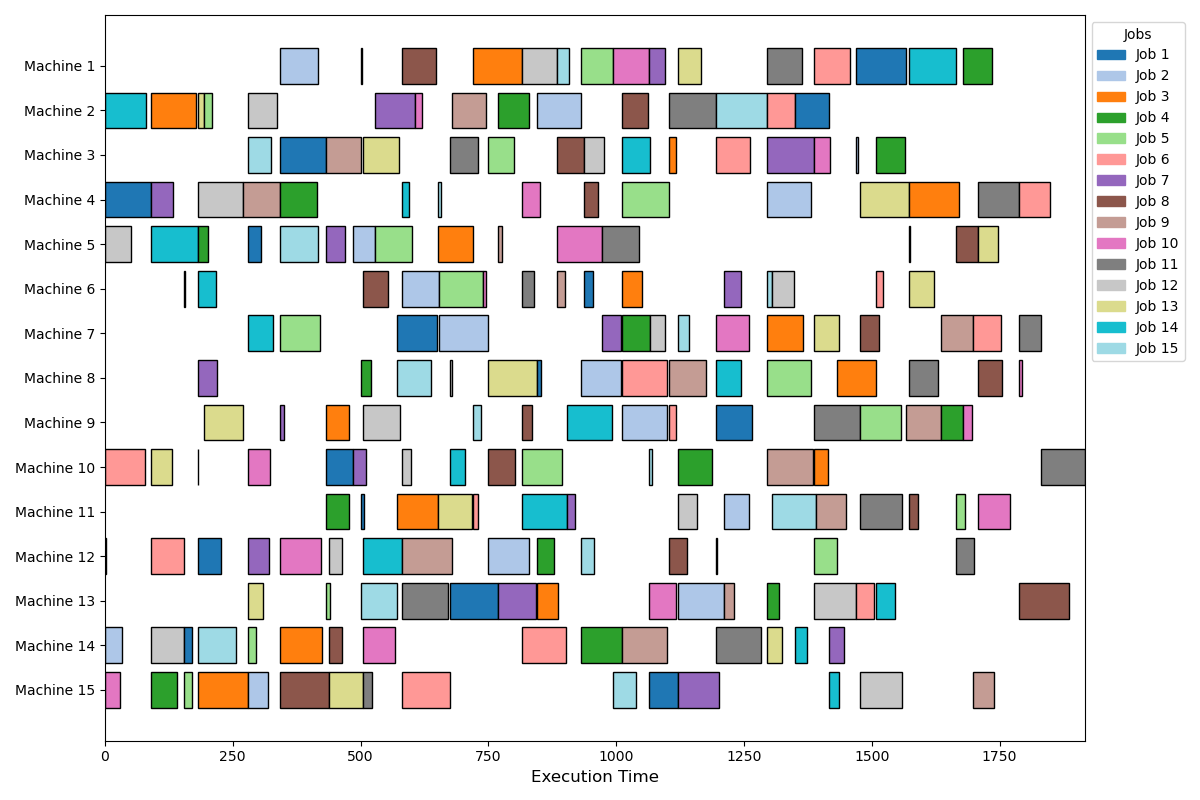 Machine 1
Machine 2
Machine 3
Machine 4
Machine 5
Machine 6
Machine 7
Machine 8
Machine 9
Machine 10
Machine 11
Machine 12
Machine 13
Machine 14
Machine 15
0 250 500 750 1000 1250 1500 1750
Execution Time
Jobs
Job 1
Job 2
Job 3
Job 4
Job 5
Job 6
Job 7
Job 8
Job 9
Job 10
Job 11
Job 12
Job 13
Job 14
Job 15